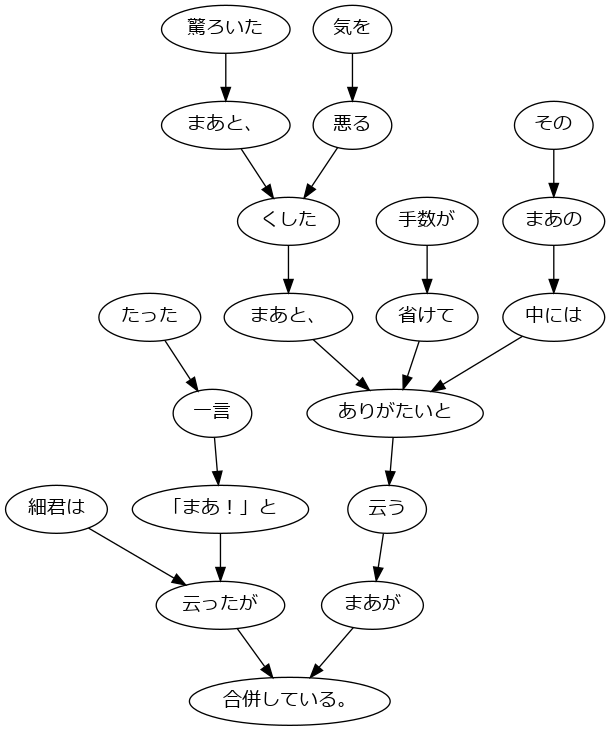 驚ろいた
気を
まあと、
悪る
その
くした
手数が
まあの
たった
まあと、
省けて
中には
一言
ありがたいと
細君は
「まあ！」と
云う
云ったが
まあが
合併している。